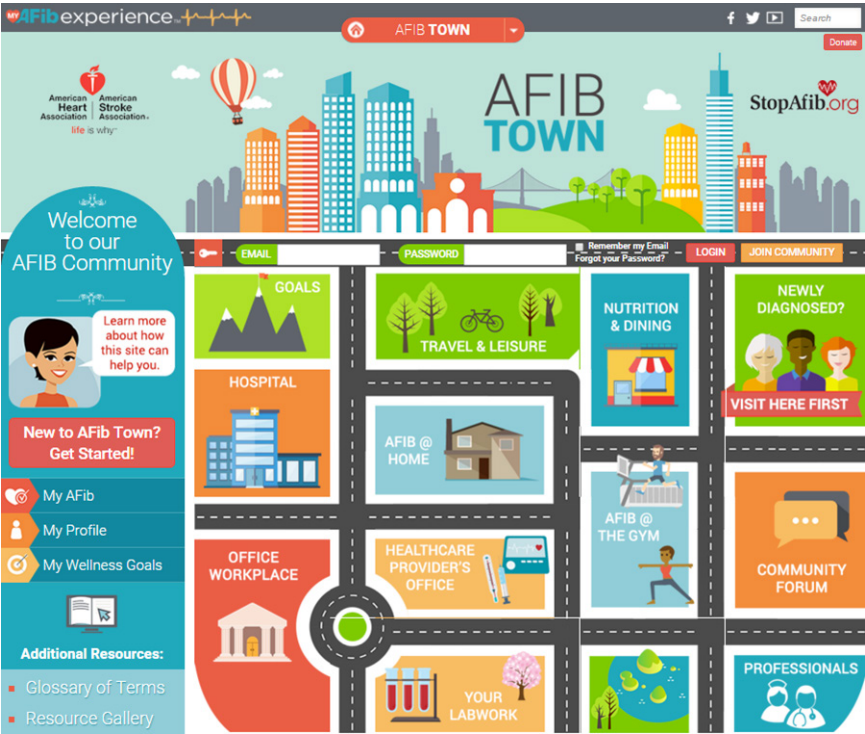 MY AFib experience™
AFIB TOWN
Search
Donate
American
Heart
Association
American
Stroke
Association®
life is why™
AFIB
TOWN
StopAfib.org
Welcome
to our
AFIB Community
EMAIL
PASSWORD
Remember my Email
Forgot your Password?
LOGIN
JOIN COMMUNITY
Learn more
about how
this site can
help you.
New to AFib Town?
Get Started!
My AFib
My Profile
My Wellness Goals
Additional Resources:
Glossary of Terms
Resource Gallery
GOALS
TRAVEL & LEISURE
NUTRITION
& DINING
NEWLY
DIAGNOSED?
VISIT HERE FIRST
HOSPITAL
AFIB @
HOME
AFIB @
THE GYM
COMMUNITY
FORUM
OFFICE
WORKPLACE
HEALTHCARE
PROVIDER'S
OFFICE
YOUR
LABWORK
PROFESSIONALS